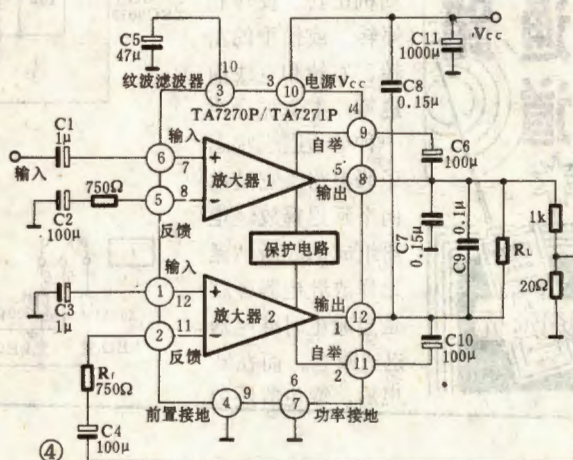 C5
47μ
10
纹波滤波器
3
3
10
电源Vcc
TA7270P/TA7271P
Vcc
C11
1000μ
C8
0.15μ
C1
1μ
输入
输入
6
7
+
放大器 1
自举
9
C6
100μ
5
输出
8
750Ω
5
8
−
C2
100μ
反馈
保护电路
C7
0.15μ
C9
0.1μ
RL
1k
20Ω
输入
1
12
+
C3
1μ
放大器 2
输出
1
12
2
11
−
反馈
自举
2
11
C10
100μ
Rf
750Ω
前置接地
4
9
6
7
功率接地
C4
100μ
④